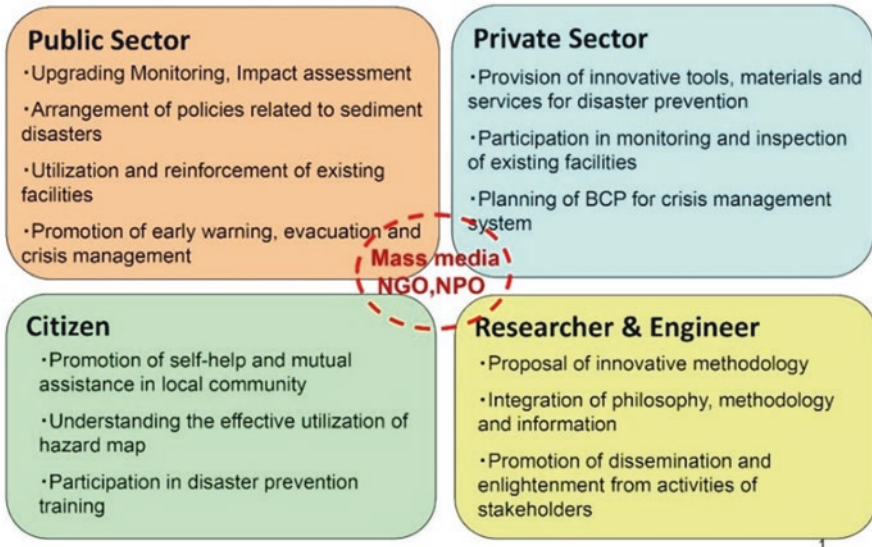 Public Sector
・Upgrading Monitoring, Impact assessment
・Arrangement of policies related to sediment
disasters
・Utilization and reinforcement of existing
facilities
・Promotion of early warning, evacuation and
crisis management
Private Sector
・Provision of innovative tools, materials and
services for disaster prevention
・Participation in monitoring and inspection
of existing facilities
・Planning of BCP for crisis management
system
Mass media
NGO,NPO
Citizen
・Promotion of self-help and mutual
assistance in local community
・Understanding the effective utilization of
hazard map
・Participation in disaster prevention
training
Researcher & Engineer
・Proposal of innovative methodology
・Integration of philosophy, methodology
and information
・Promotion of dissemination and
enlightenment from activities of
stakeholders
1